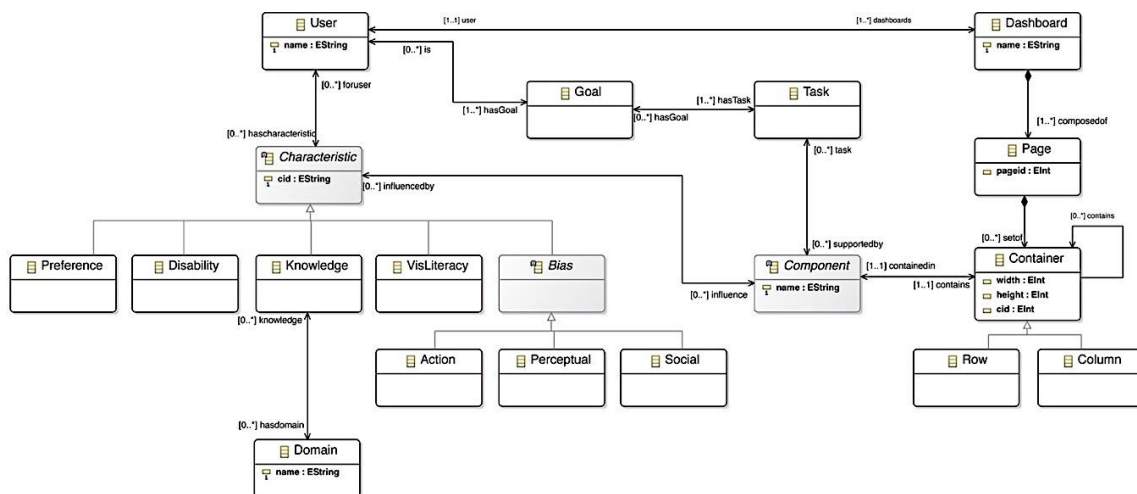 User
name : EString
[1..1] user
[1..*] dashboards
Dashboard
name : EString
[0..*] is
[0..*] foruser
Goal
Task
[1..*] hasGoal
[1..*] hasTask
[0..*] hasGoal
[1..*] composedof
Page
pageid : EInt
[0..*] hascharacteristic
Characteristic
cid : EString
[0..*] influencedby
[0..*] task
[0..*] contains
[0..*] supportedby
[0..*] setof
Preference
Disability
Knowledge
VisLiteracy
Bias
Component
name : EString
[1..1] containedin
[1..1] contains
Container
width : EInt
height : EInt
cid : EInt
[0..*] influence
[0..*] knowledge
Action
Perceptual
Social
Row
Column
[0..*] hasdomain
Domain
name : EString